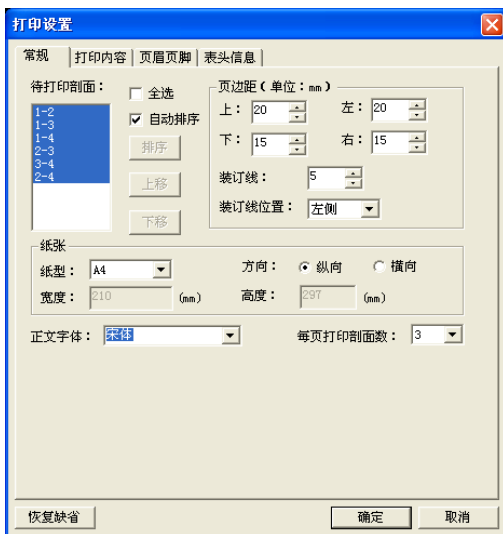 打印设置
常规 打印内容 页眉页脚 表头信息
待打印剖面：
1-2
1-3
1-4
2-3
3-4
2-4
全选
自动排序
排序
上移
下移
页边距（单位：mm）
上： 20 左： 20
下： 15 右： 15
装订线： 5
装订线位置： 左侧
纸张
纸型： A4 方向： 纵向 横向
宽度： 210 (mm) 高度： 297 (mm)
正文字体： 宋体 每页打印剖面数： 3
恢复缺省 确定 取消